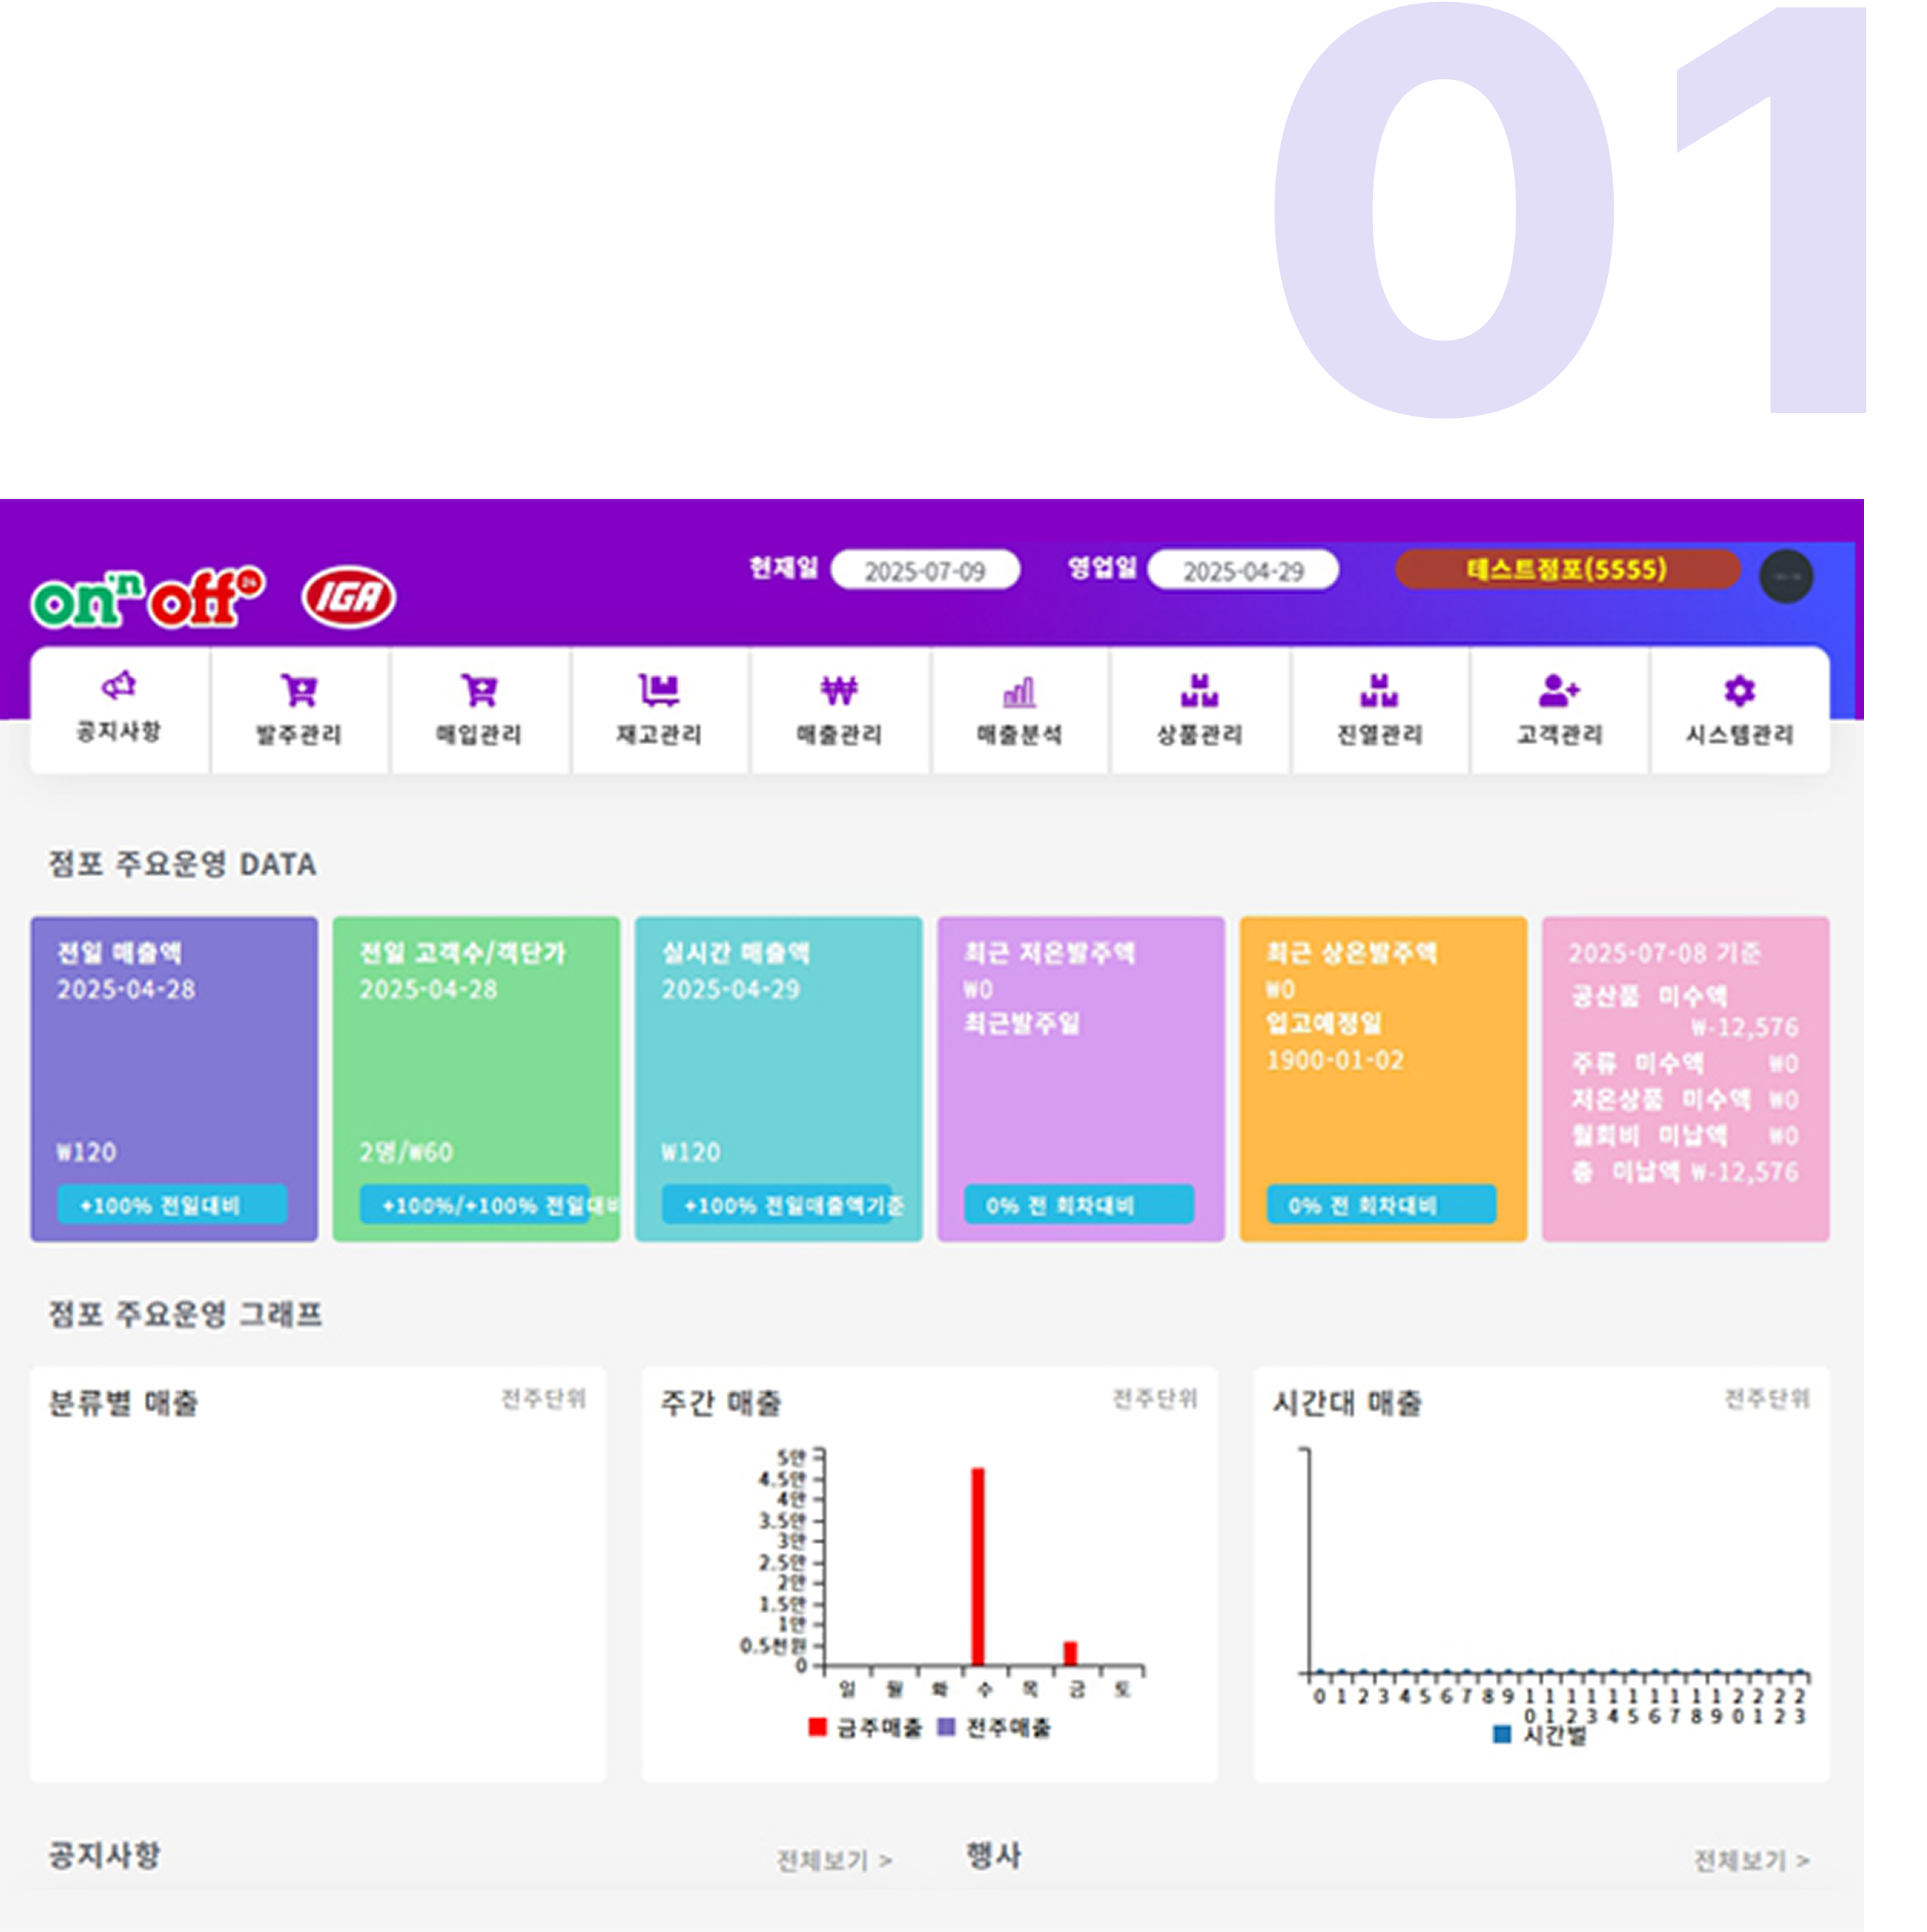 01
현재일 2025-07-09 영업일 2025-04-29 테스트점포(5555)
on'n off 24 IGA
공지사항 발주관리 매입관리 재고관리 매출관리 매출분석 상품관리 진열관리 고객관리 시스템관리
점포 주요운영 DATA
전일 매출액
2025-04-28
₩120
+100% 전일대비
전일 고객수/객단가
2025-04-28
2명/₩60
+100%/+100% 전일대비
실시간 매출액
2025-04-29
₩120
+100% 전일매출액기준
최근 저온발주액
₩0
최근발주일
0% 전 회차대비
최근 상온발주액
₩0
입고예정일
1900-01-02
0% 전 회차대비
2025-07-08 기준
공산품 미수액
₩-12,576
주류 미수액 ₩0
저온상품 미수액 ₩0
월회비 미납액 ₩0
총 미납액 ₩-12,576
점포 주요운영 그래프
분류별 매출 전주단위
주간 매출 전주단위
5만
4.5만
4만
3.5만
3만
2.5만
2만
1.5만
1만
0.5천원
0
일 월 화 수 목 금 토
금주매출 전주매출
시간대 매출 전주단위
0 1 2 3 4 5 6 7 8 9 10 11 12 13 14 15 16 17 18 19 20 21 22 23
시간별
공지사항 전체보기 >
행사 전체보기 >